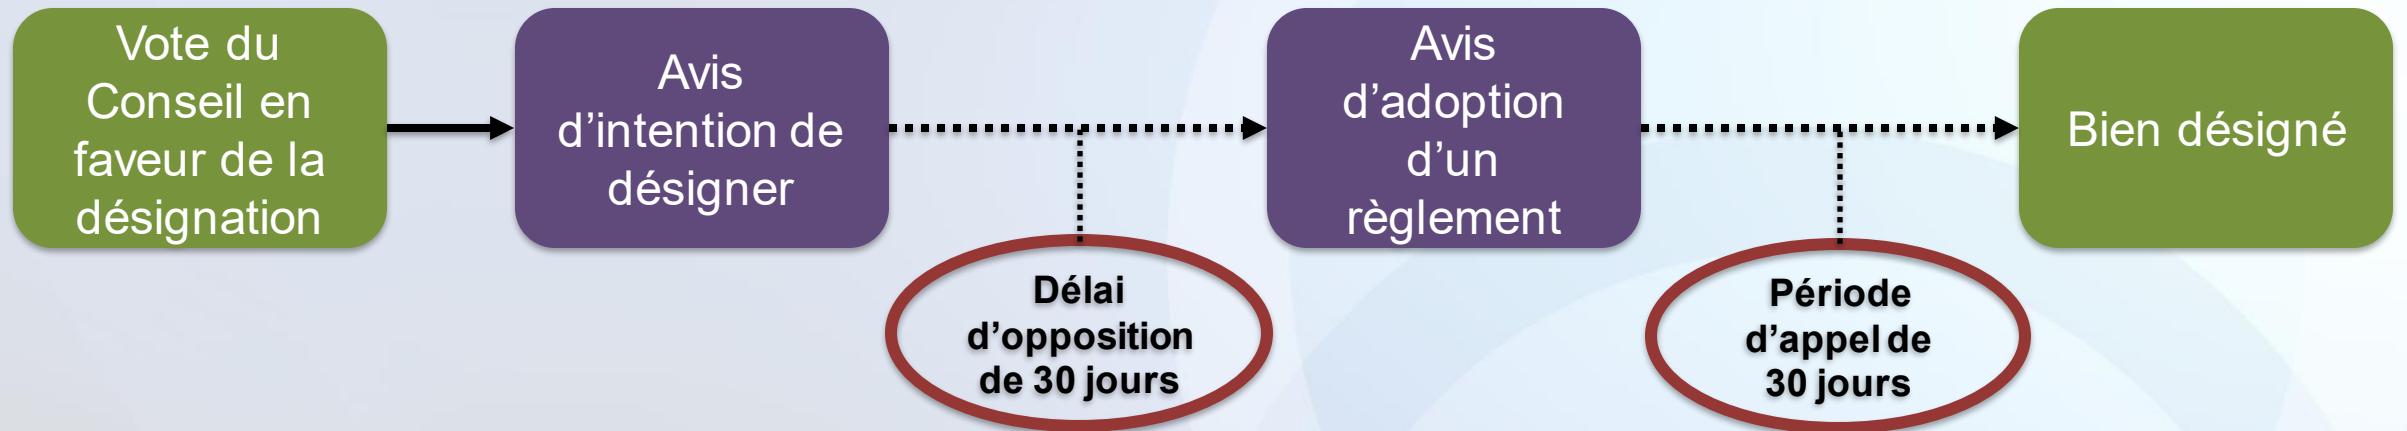 Vote du
Conseil en
faveur de la
désignation
Avis
d’intention de
désigner
Délai
d’opposition
de 30 jours
Avis
d’adoption
d’un
règlement
Période
d’appel de
30 jours
Bien désigné